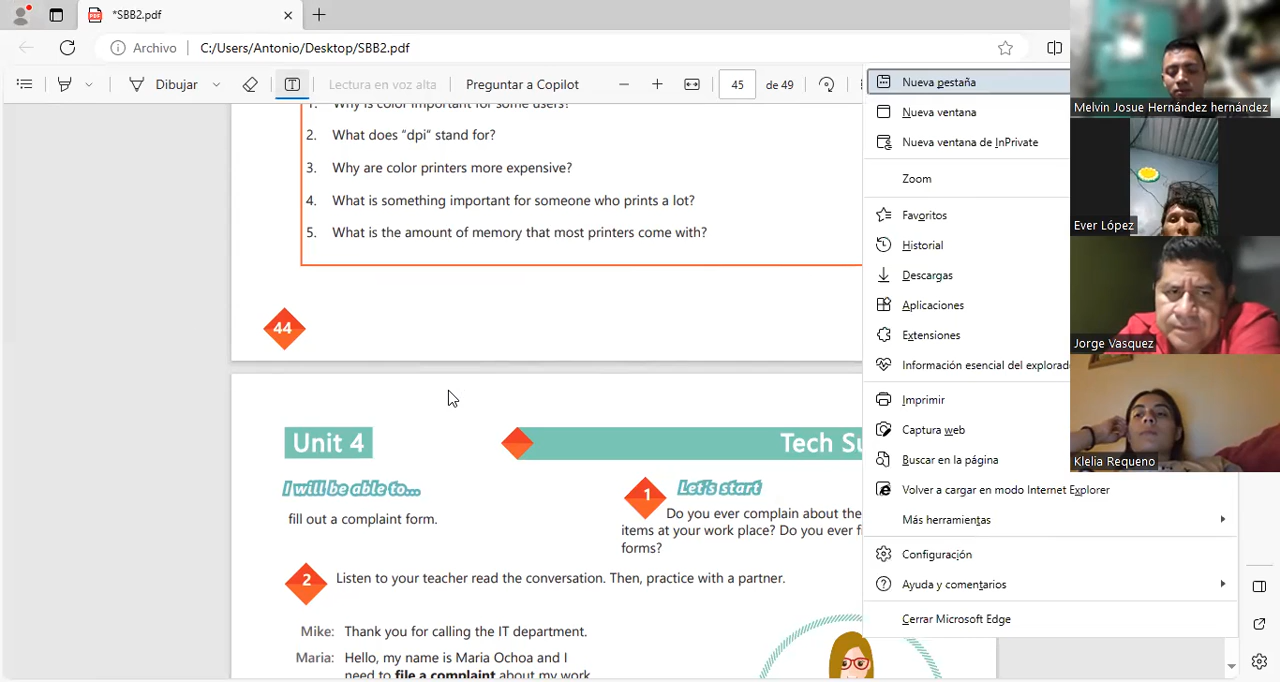 *SBB2.pdf
Archivo
C:/Users/Antonio/Desktop/SBB2.pdf
Dibujar
Lectura en voz alta
Preguntar a Copilot
45
de 49
1. Why is color important for some users?
2. What does “dpi” stand for?
3. Why are color printers more expensive?
4. What is something important for someone who prints a lot?
5. What is the amount of memory that most printers come with?
44
Unit 4
Tech Su
I will be able to...
fill out a complaint form.
1
Let's start
Do you ever complain about the
items at your work place? Do you ever f
forms?
2
Listen to your teacher read the conversation. Then, practice with a partner.
Mike: Thank you for calling the IT department.
Maria: Hello, my name is Maria Ochoa and I
need to file a complaint about my work
Nueva pestaña
Nueva ventana
Nueva ventana de InPrivate
Zoom
Favoritos
Historial
Descargas
Aplicaciones
Extensiones
Información esencial del explorad
Imprimir
Captura web
Buscar en la página
Volver a cargar en modo Internet Explorer
Más herramientas
Configuración
Ayuda y comentarios
Cerrar Microsoft Edge
Melvin Josue Hernández hernández
Ever López
Jorge Vasquez
Klelia Requeno